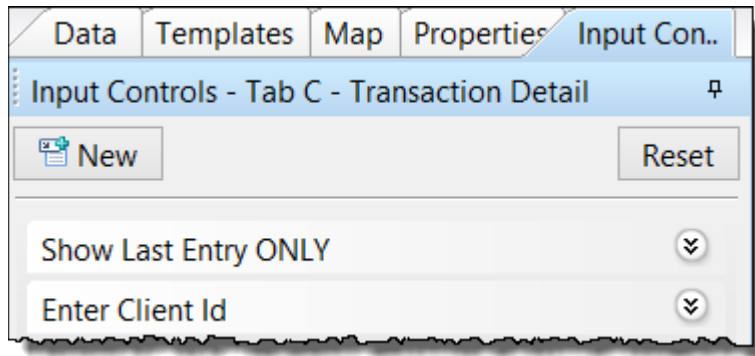 Data Templates Map Properties Input Con..
Input Controls - Tab C - Transaction Detail
New Reset
Show Last Entry ONLY
Enter Client Id